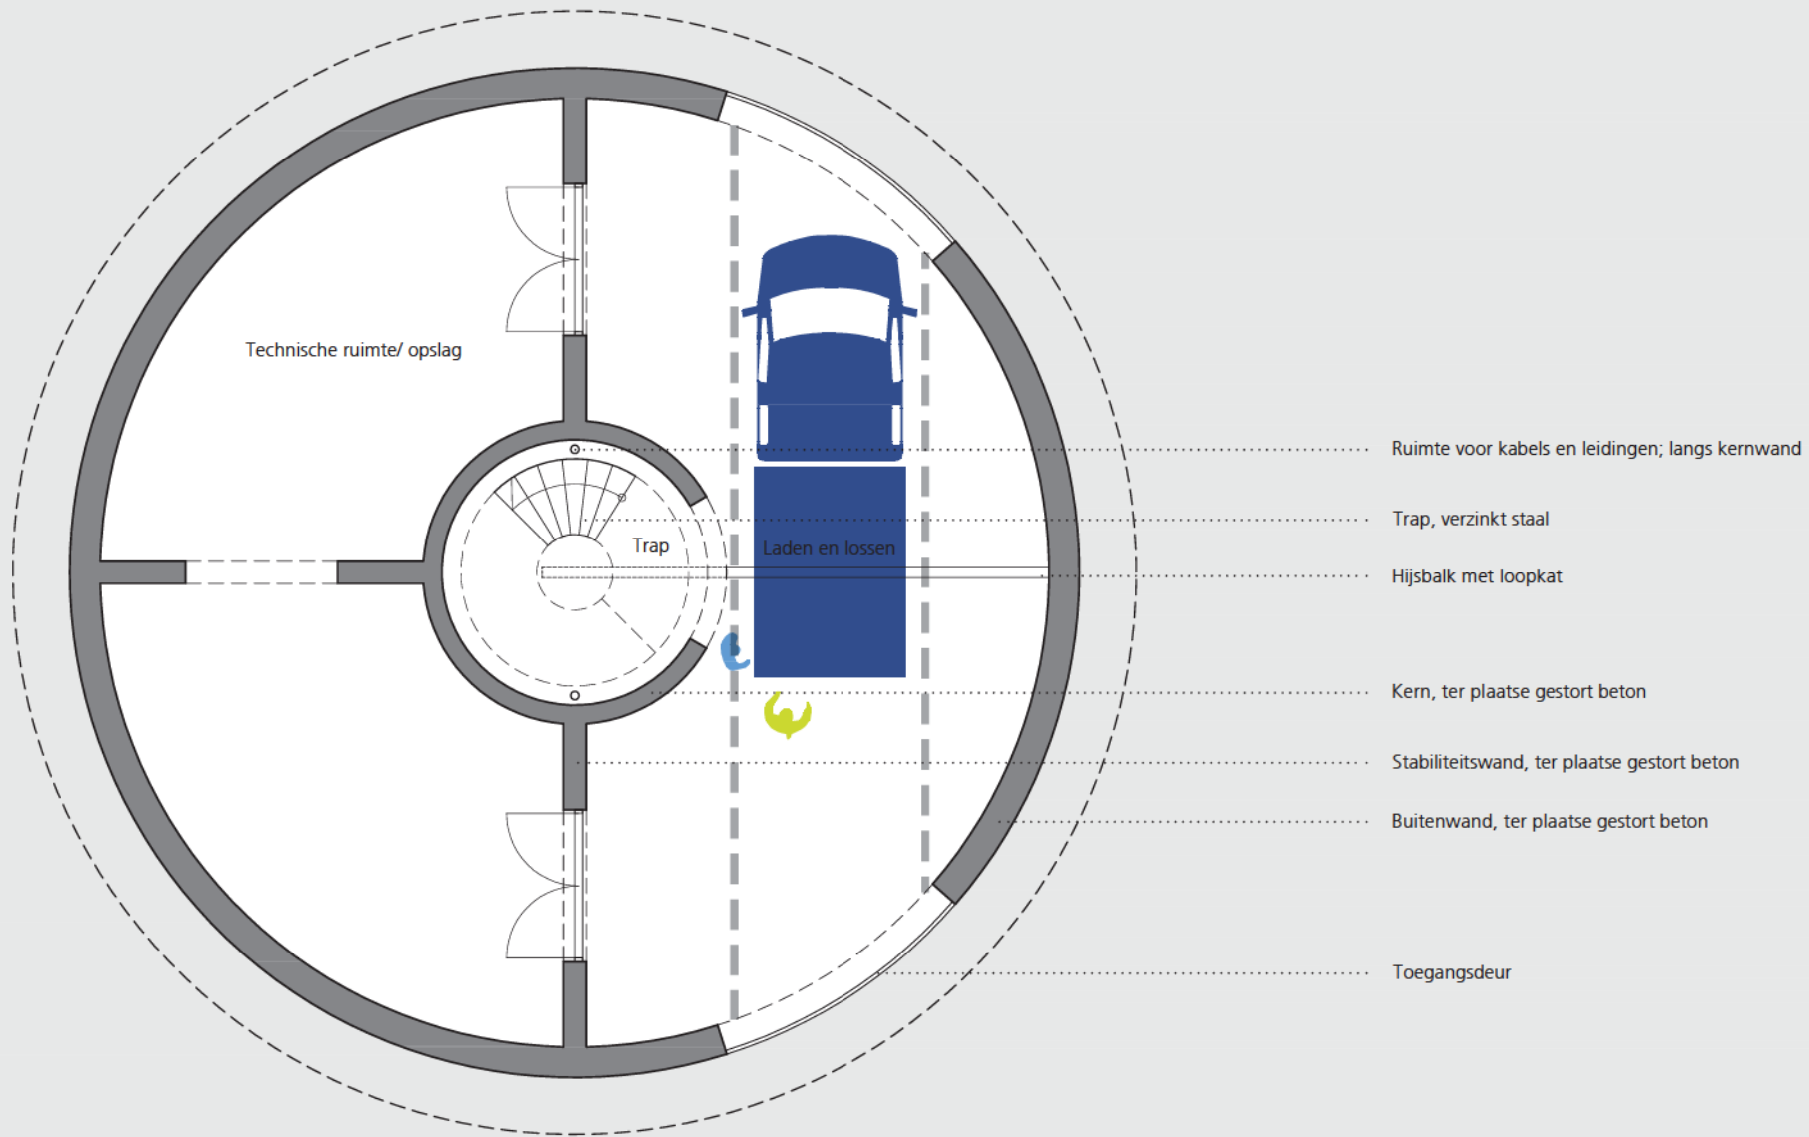 Technische ruimte/ opslag
Trap
Laden en lossen
Ruimte voor kabels en leidingen; langs kernwand
Trap, verzinkt staal
Hijsbalk met loopkat
Kern, ter plaatse gestort beton
Stabiliteitswand, ter plaatse gestort beton
Buitenwand, ter plaatse gestort beton
Toegangsdeur